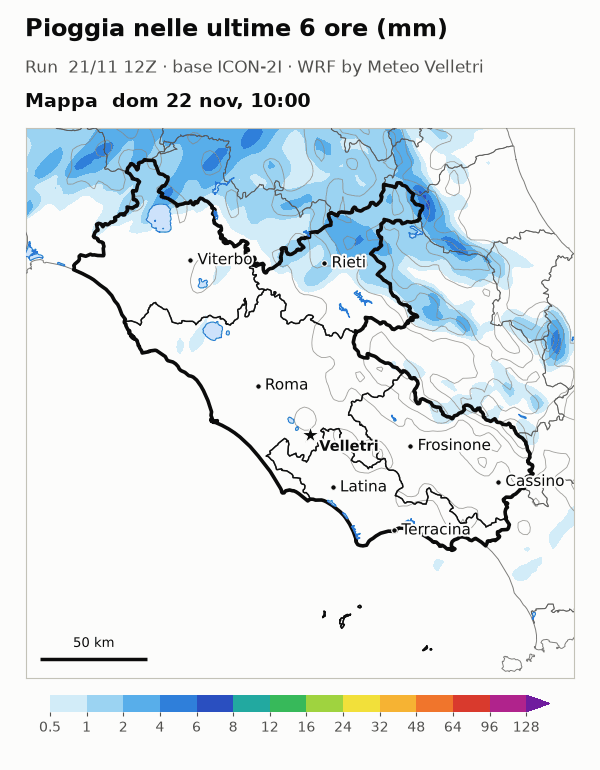 Pioggia nelle ultime 6 ore (mm)
Run  21/11 12Z · base ICON-2I · WRF by Meteo Velletri
Mappa  dom 22 nov, 10:00
Viterbo
Rieti
Roma
Velletri
Frosinone
Latina
Cassino
Terracina
50 km
0.5 1 2 4 6 8 12 16 24 32 48 64 96 128